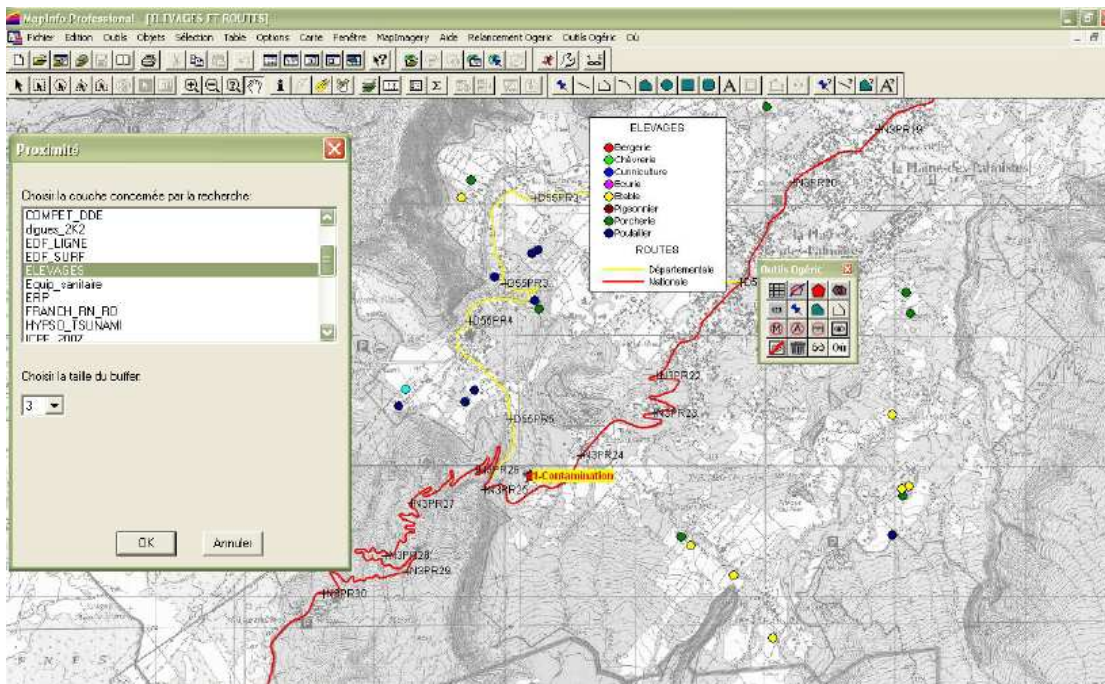 MapInfo Professional - [ELEVAGES ET ROUTES]
Fichier Edition Outils Objets Sélection Table Options Carte Fenêtre MapImagery Aide Relancement Ogeric Outils Ogéric Où
Proximité
Choisir la couche concernée par la recherche:
COMPET_DDE
digues_2K2
EDF_LIGNE
EDF_SURF
ELEVAGES
Equip_sanitaire
ERP
FRANCH_RN_RD
HYPSO_TSUNAMI
ICPE_2002
Choisir la taille du buffer:
3
OK
Annuler
ELEVAGES
Bergerie
Chèvrerie
Cunniculture
Ecurie
Etable
Pigeonnier
Porcherie
Poulailler
ROUTES
Départementale
Nationale
Outils Ogéric
M A
Où
N3PR19
la Plaine-des-Palmistes
N3PR20
D55PR2
D55PR3
D55PR4
N3PR22
N3PR23
D55PR5
N3PR24
N3PR26
1-Contamination
N3PR25
N3PR27
N3PR28
N3PR29
N3PR30